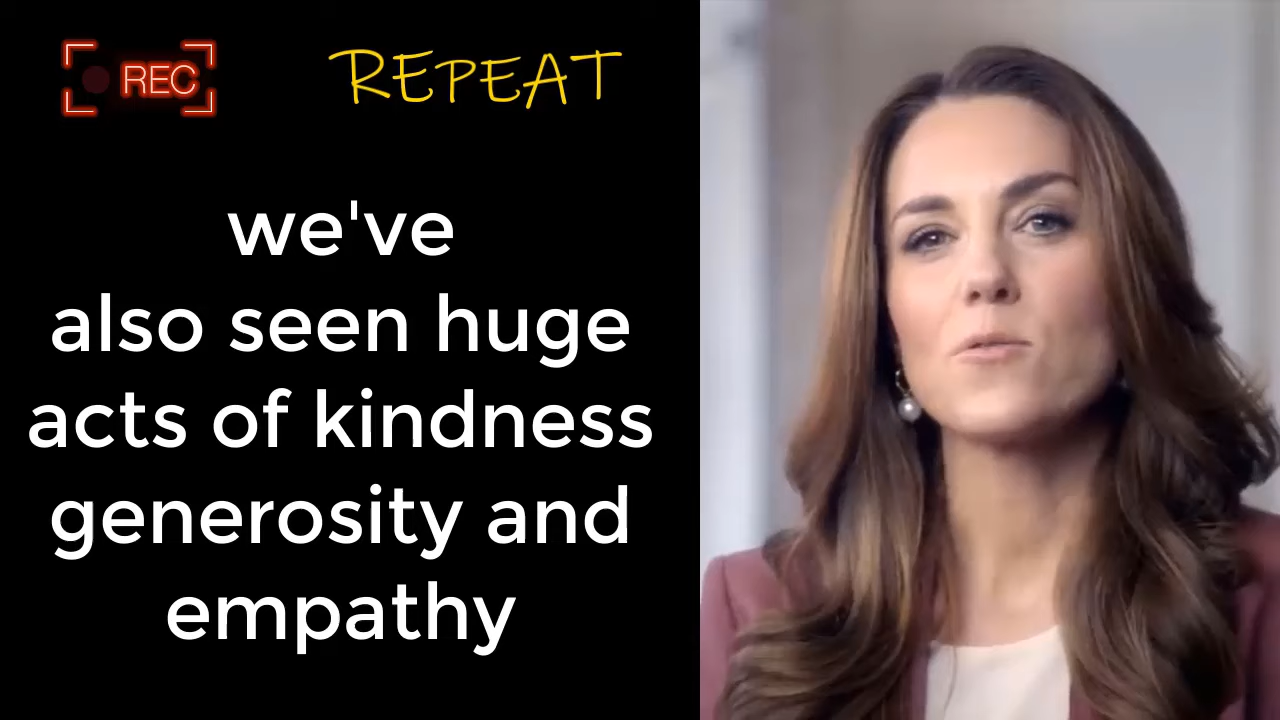 REC
REPEAT
we've
also seen huge
acts of kindness
generosity and
empathy